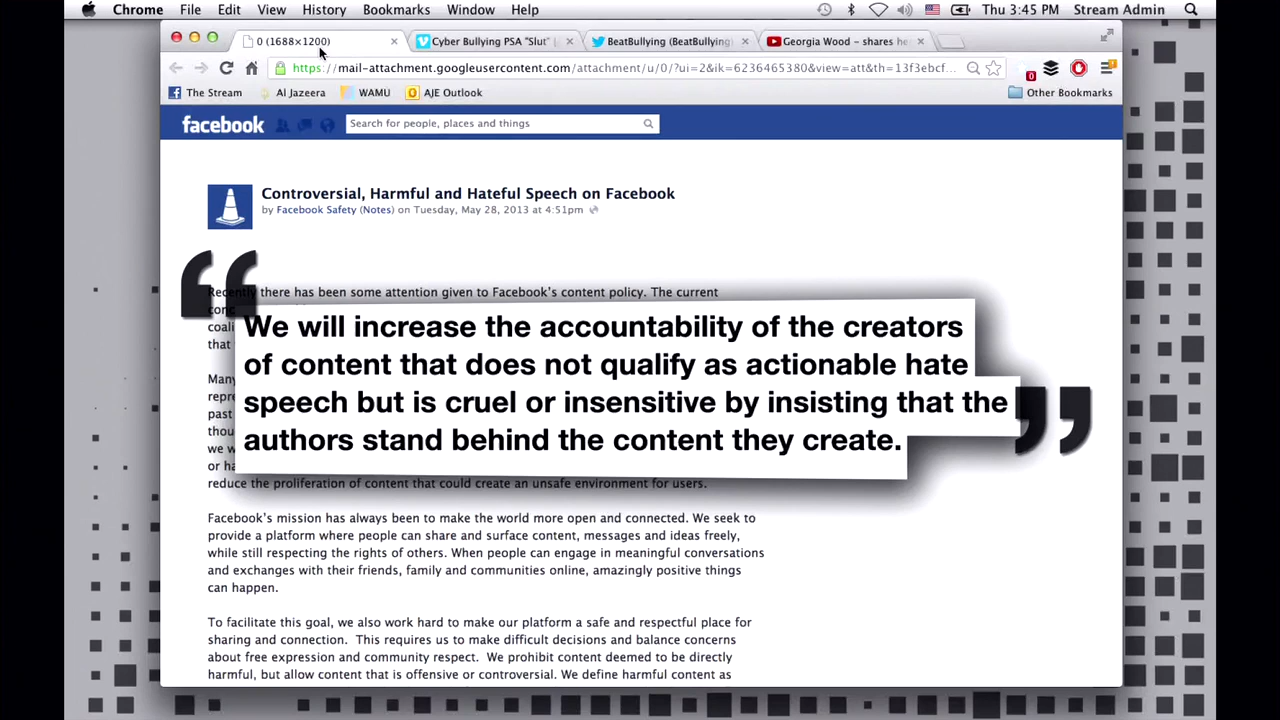 Chrome File Edit View History Bookmarks Window Help Thu 3:45 PM Stream Admin
0 (1688×1200) Cyber Bullying PSA "Slut" BeatBullying (BeatBullying) Georgia Wood – shares he
https://mail-attachment.googleusercontent.com/attachment/u/0/?ui=2&ik=6236465380&view=att&th=13f3ebcf... 0
The Stream Al Jazeera WAMU AJE Outlook Other Bookmarks
facebook Search for people, places and things
Controversial, Harmful and Hateful Speech on Facebook
by Facebook Safety (Notes) on Tuesday, May 28, 2013 at 4:51pm
Recently there has been some attention given to Facebook's content policy. The current
“
We will increase the accountability of the creators
of content that does not qualify as actionable hate
speech but is cruel or insensitive by insisting that the
authors stand behind the content they create.
”
that
Many
past
we w
or ha
reduce the proliferation of content that could create an unsafe environment for users.
Facebook's mission has always been to make the world more open and connected. We seek to
provide a platform where people can share and surface content, messages and ideas freely,
while still respecting the rights of others. When people can engage in meaningful conversations
and exchanges with their friends, family and communities online, amazingly positive things
can happen.
To facilitate this goal, we also work hard to make our platform a safe and respectful place for
sharing and connection. This requires us to make difficult decisions and balance concerns
about free expression and community respect. We prohibit content deemed to be directly
harmful, but allow content that is offensive or controversial. We define harmful content as